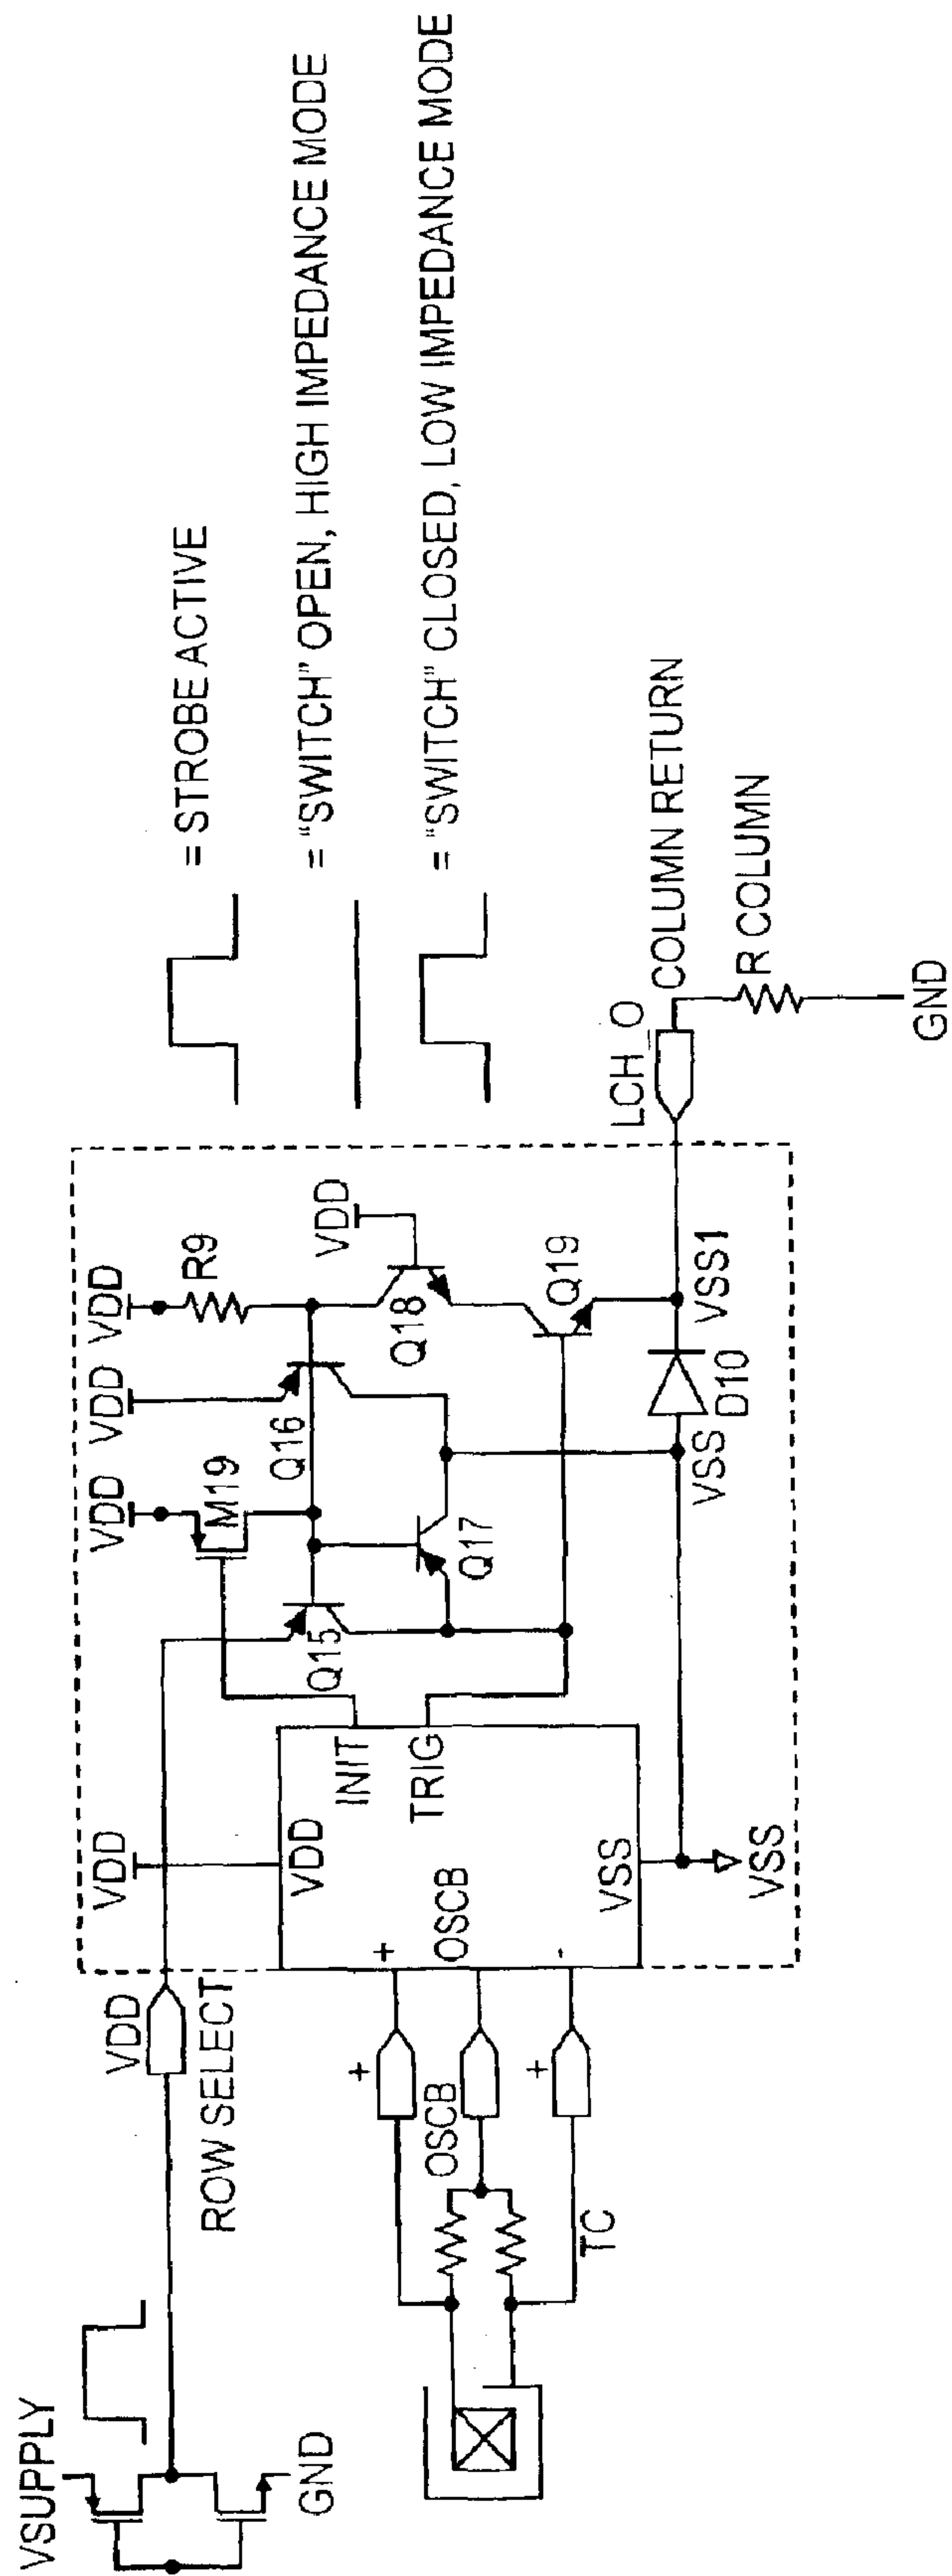 VSUPPLY
GND
VDD
ROW SELECT
+
OSCB
+
TC
VDD
VDD
+
OSCB
-
VSS
INIT
TRIG
VSS
VDD
M19
Q15
VDD
Q16
Q17
VDD
R9
VDD
Q18
Q19
VSS
D10
VSS1
LCH_O
COLUMN RETURN
R COLUMN
GND
= STROBE ACTIVE
= "SWITCH" OPEN, HIGH IMPEDANCE MODE
= "SWITCH" CLOSED, LOW IMPEDANCE MODE